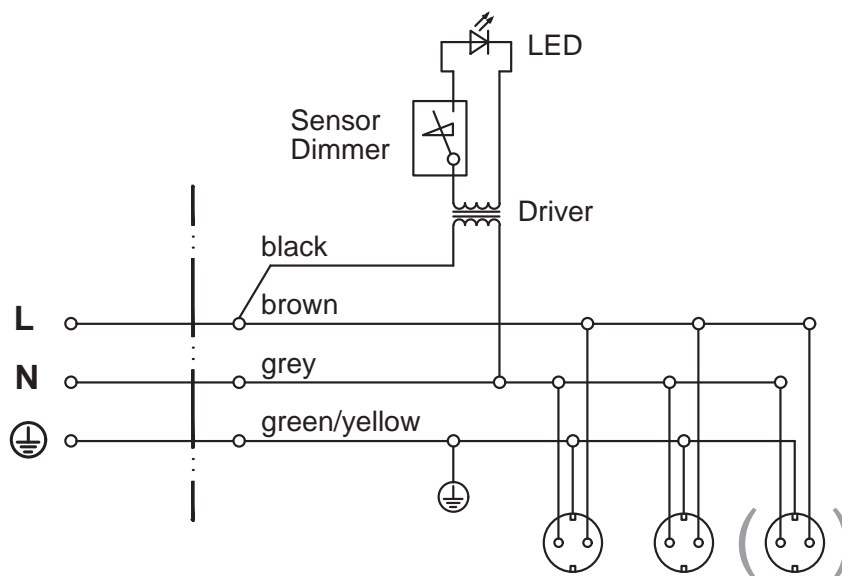 LED
Sensor
Dimmer
Driver
black
brown
L
grey
N
green/yellow